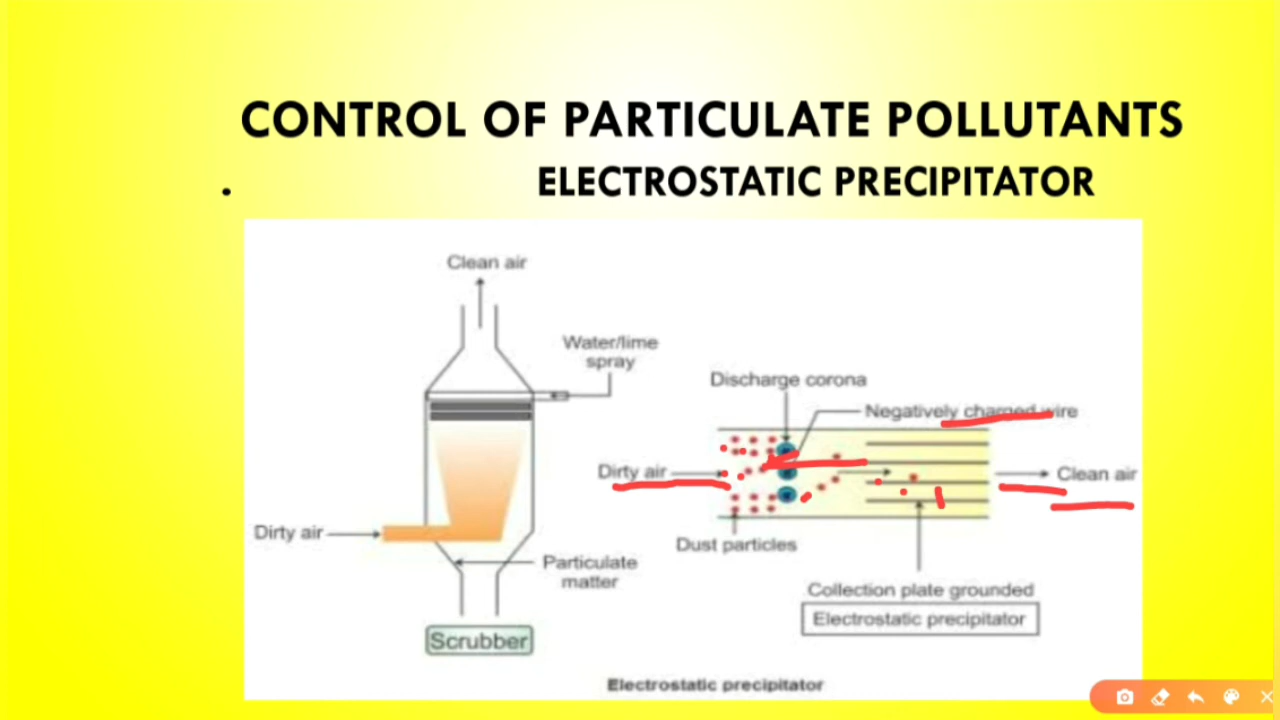 CONTROL OF PARTICULATE POLLUTANTS
. ELECTROSTATIC PRECIPITATOR
Clean air
Water/lime
spray
Dirty air
Particulate
matter
Scrubber
Discharge corona
Negatively charged wire
Dirty air
Clean air
Dust particles
Collection plate grounded
Electrostatic precipitator
Electrostatic precipitator